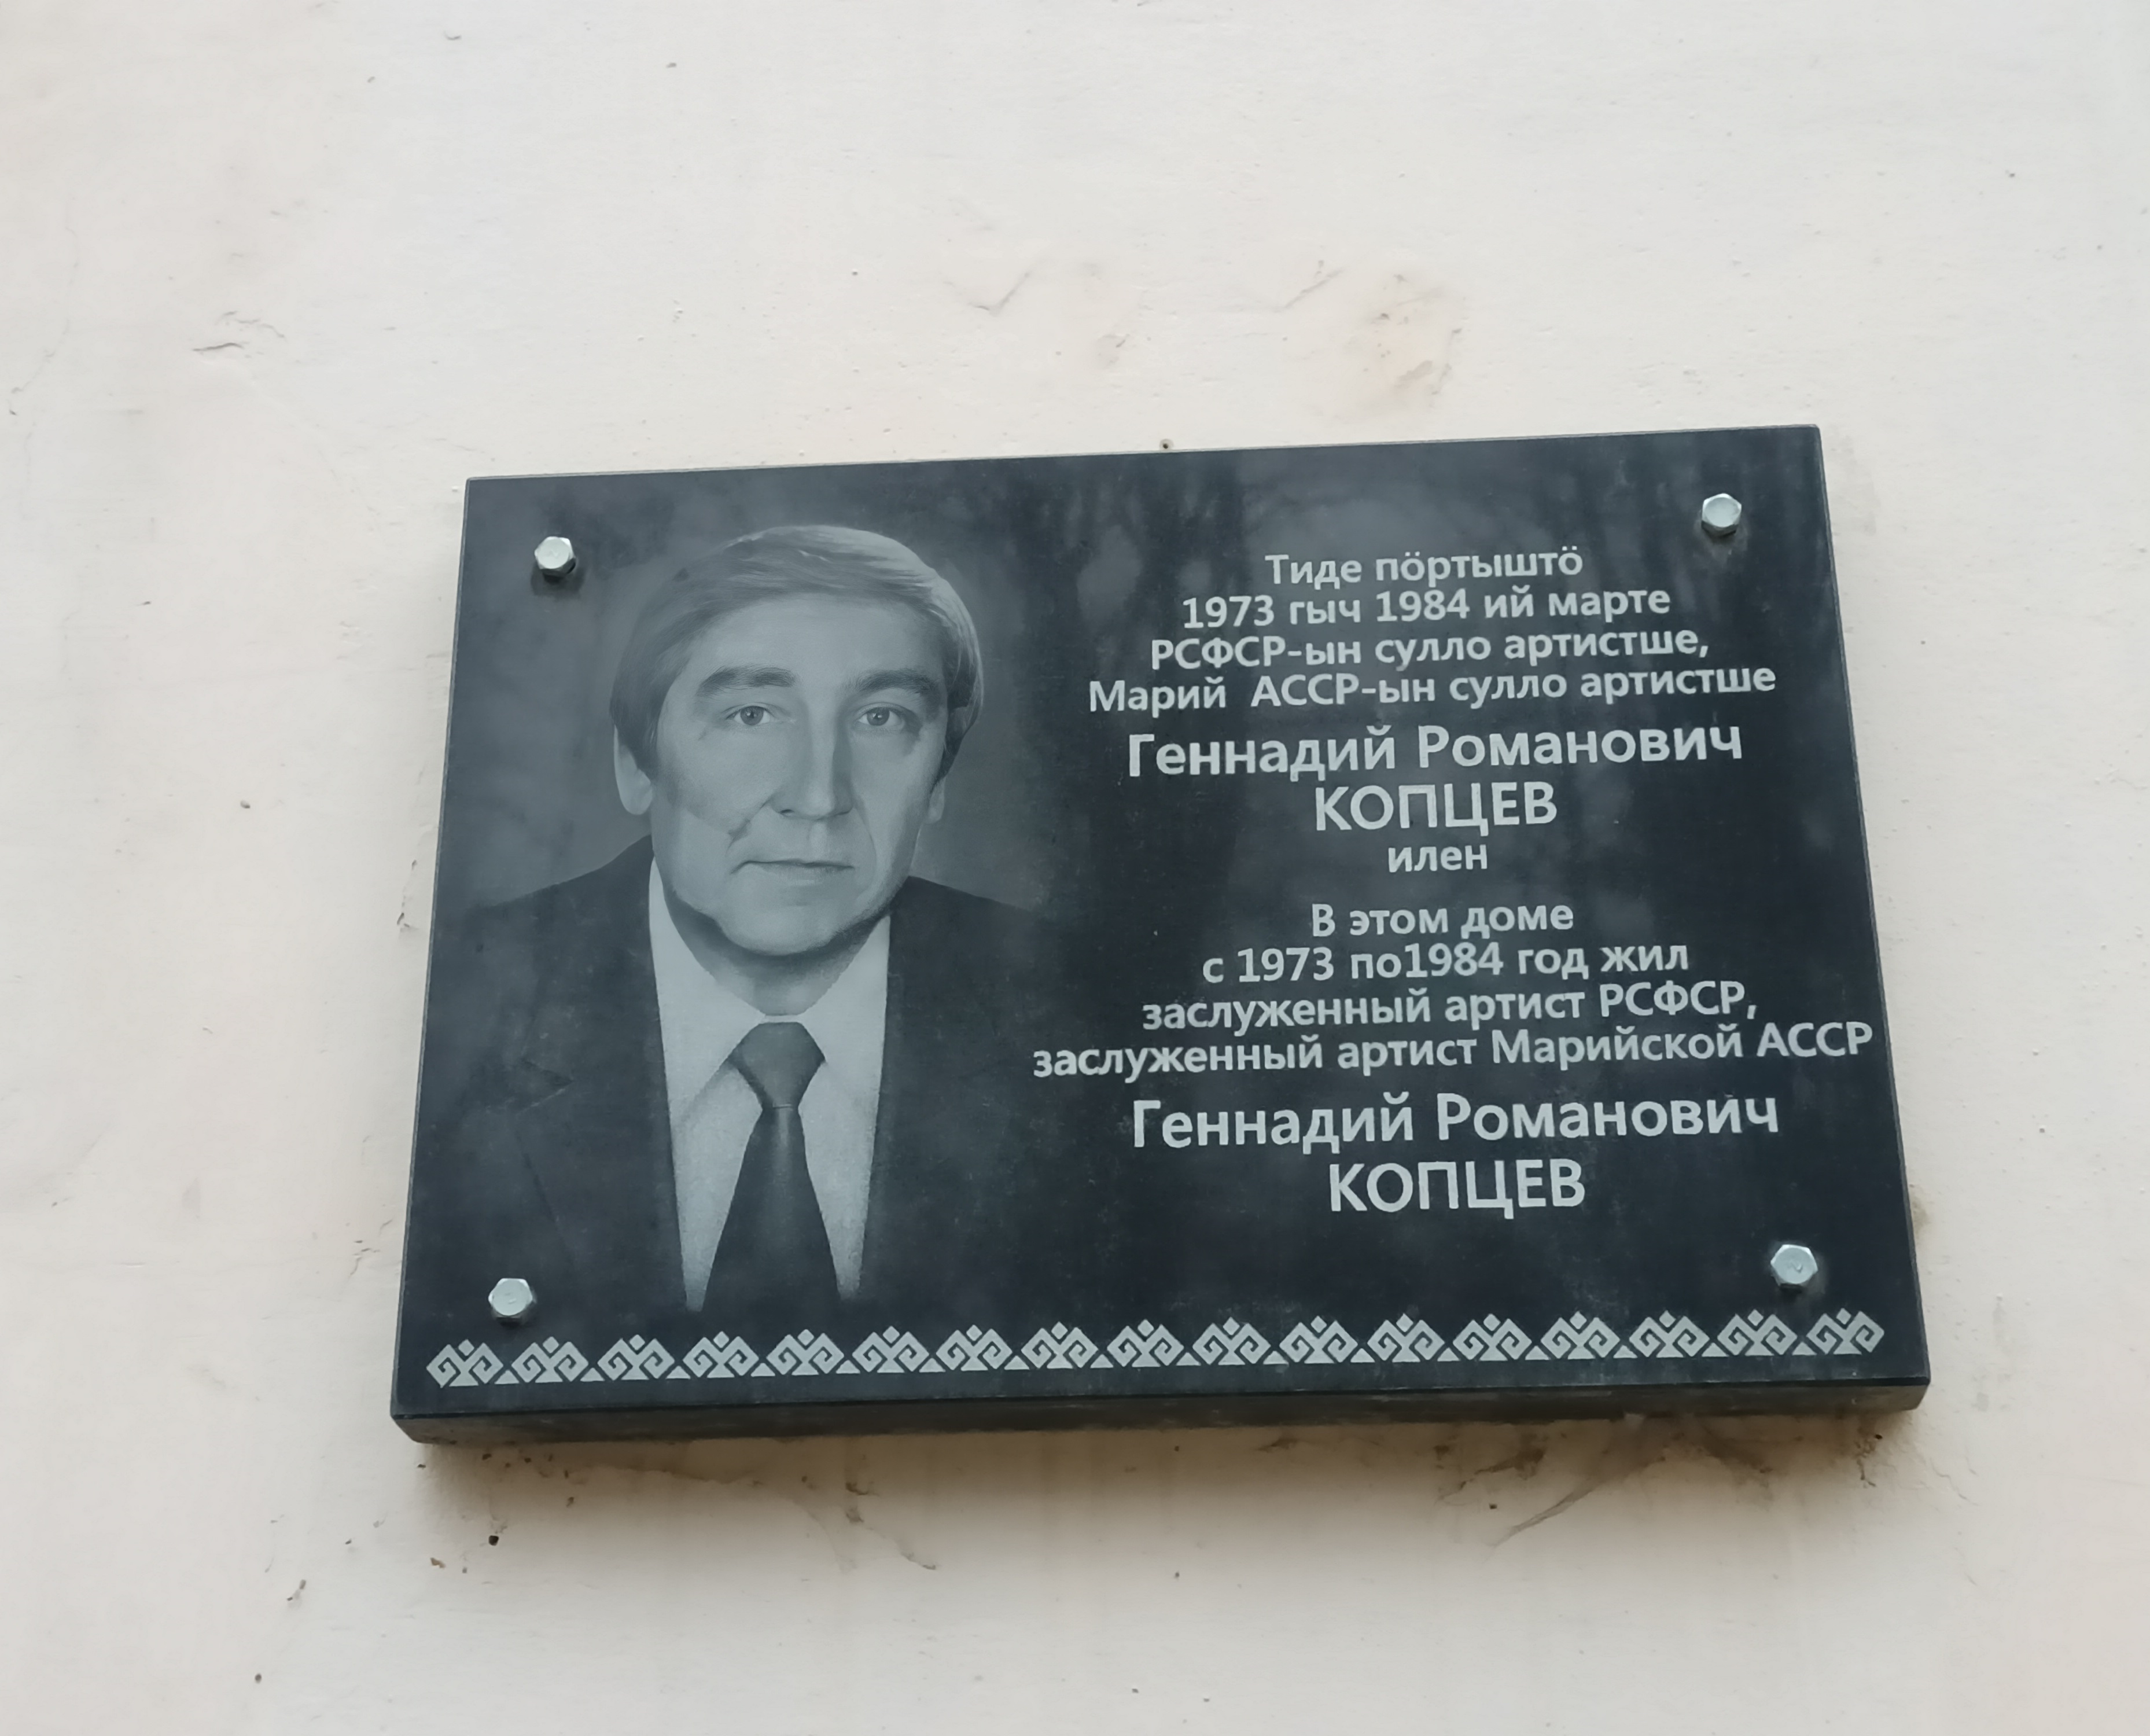 Тиде пӧртыштӧ
1973 гыч 1984 ий марте
РСФСР-ын сулло артистше,
Марий АССР-ын сулло артистше
Геннадий Романович
КОПЦЕВ
илен
В этом доме
с 1973 по1984 год жил
заслуженный артист РСФСР,
заслуженный артист Марийской АССР
Геннадий Романович
КОПЦЕВ